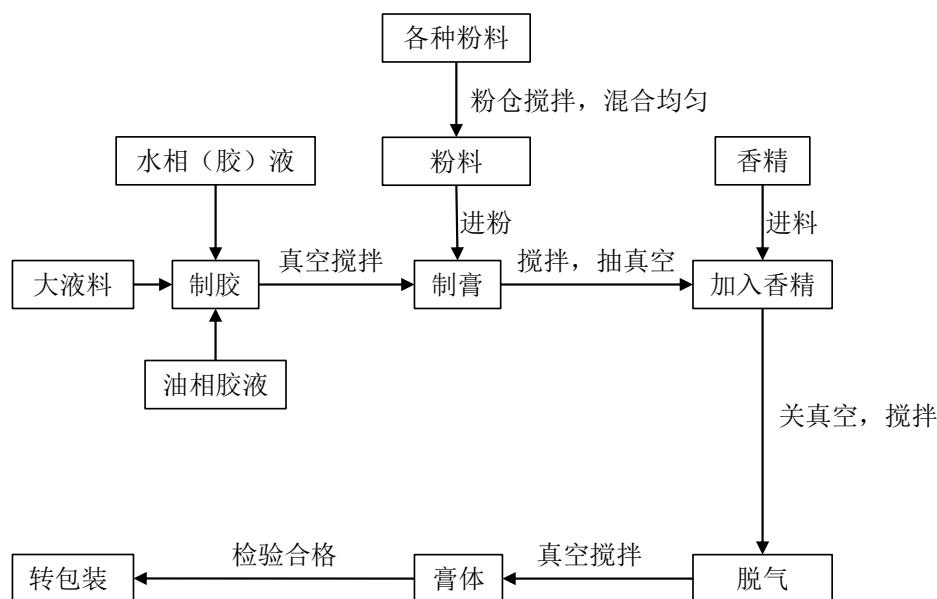 各种粉料
粉仓搅拌，混合均匀
水相（胶）液
粉料
香精
进粉
进料
真空搅拌
搅拌，抽真空
大液料
制胶
制膏
加入香精
油相胶液
关真空，搅拌
检验合格
真空搅拌
转包装
膏体
脱气